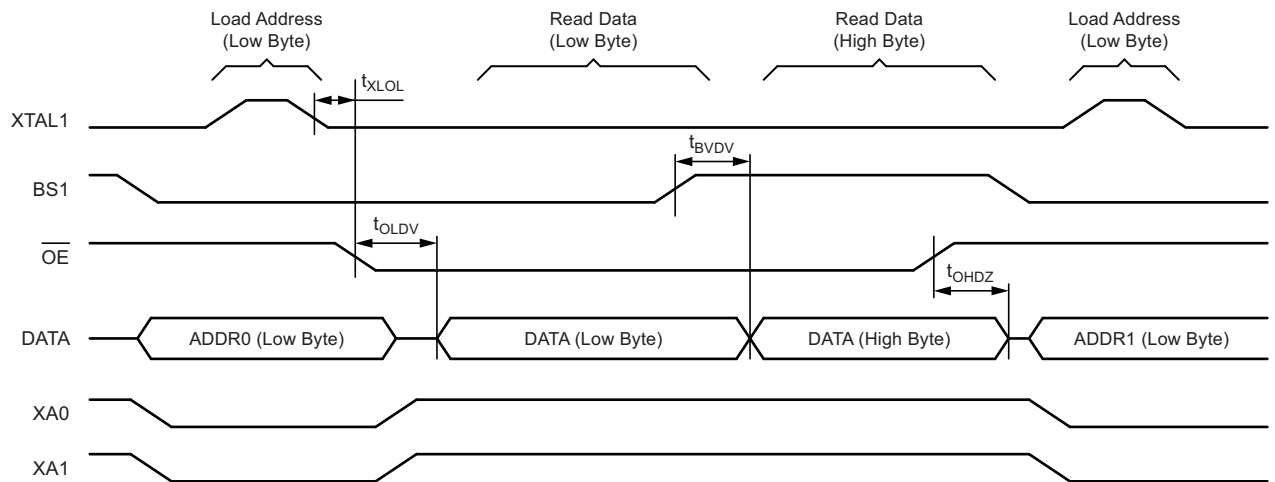 Load Address
(Low Byte)
Read Data
(Low Byte)
Read Data
(High Byte)
Load Address
(Low Byte)
tXLOL
XTAL1
tBVDV
BS1
tOLDV
OE
tOHDZ
DATA
ADDR0 (Low Byte)
DATA (Low Byte)
DATA (High Byte)
ADDR1 (Low Byte)
XA0
XA1